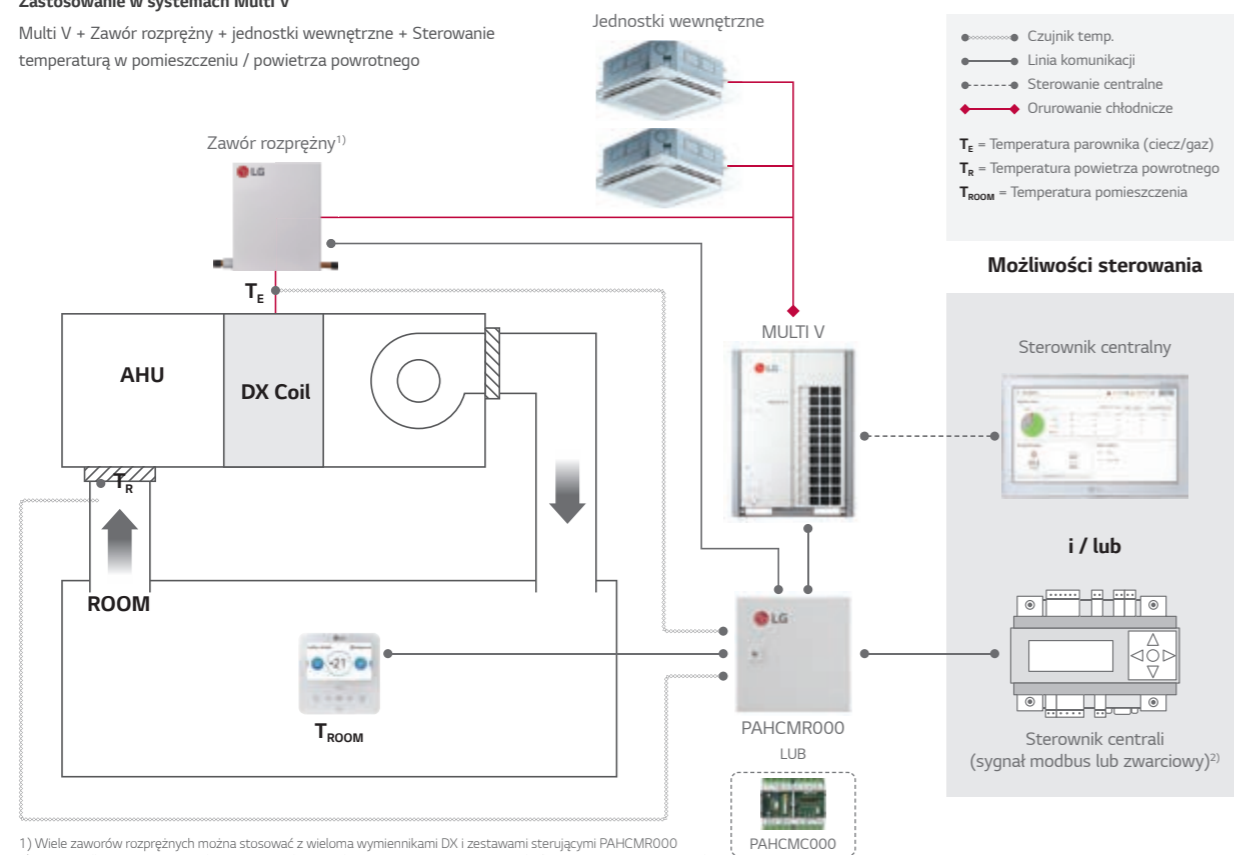 Zastosowanie w systemach Multi V
Multi V + Zawór rozprężny + jednostki wewnętrzne + Sterowanie
temperaturą w pomieszczeniu / powietrza powrotnego
Jednostki wewnętrzne
Czujnik temp.
Linia komunikacji
Sterowanie centralne
Orurowanie chłodnicze
TE = Temperatura parownika (ciecz/gaz)
TR = Temperatura powietrza powrotnego
TROOM = Temperatura pomieszczenia
Zawór rozprężny1)
LG
TE
AHU
DX Coil
TR
ROOM
TROOM
MULTI V
LG
LG
PAHCMR000
LUB
PAHCMC000
Możliwości sterowania
Sterownik centralny
i / lub
Sterownik centrali
(sygnał modbus lub zwarciowy)2)
1) Wiele zaworów rozprężnych można stosować z wieloma wymiennikami DX i zestawami sterującymi PAHCMR000